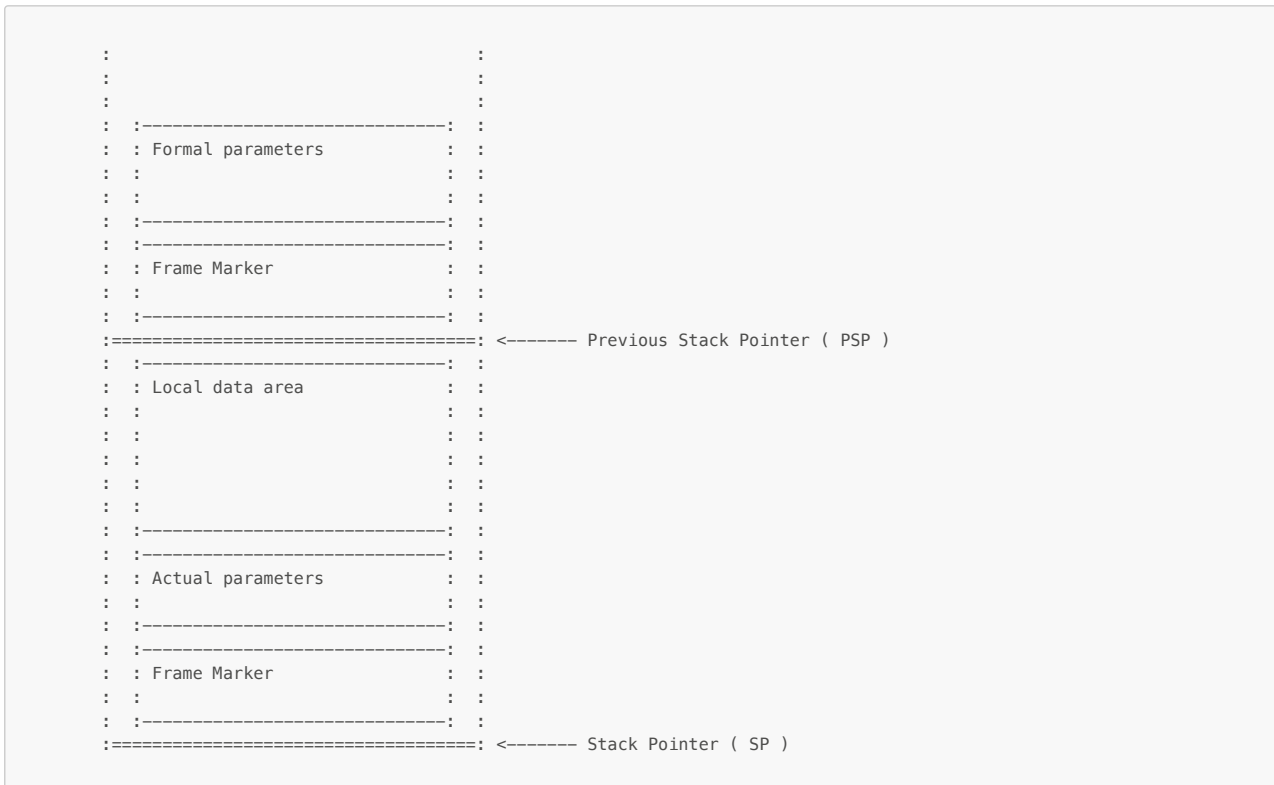 :                                    :
:                                    :
:                                    :
:  :------------------------------:  :
:  : Formal parameters            :  :
:  :                              :  :
:  :                              :  :
:  :------------------------------:  :
:  :------------------------------:  :
:  : Frame Marker                 :  :
:  :                              :  :
:  :------------------------------:  :
:====================================: <------- Previous Stack Pointer ( PSP )
:  :------------------------------:  :
:  : Local data area              :  :
:  :                              :  :
:  :                              :  :
:  :                              :  :
:  :                              :  :
:  :                              :  :
:  :------------------------------:  :
:  :------------------------------:  :
:  : Actual parameters            :  :
:  :                              :  :
:  :------------------------------:  :
:  :------------------------------:  :
:  : Frame Marker                 :  :
:  :                              :  :
:  :------------------------------:  :
:====================================: <------- Stack Pointer ( SP )